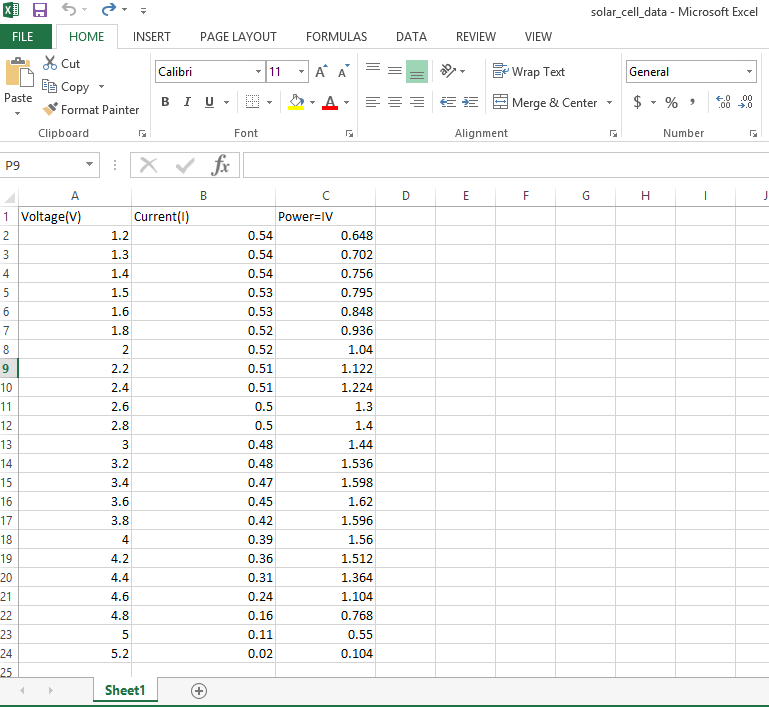 solar_cell_data - Microsoft Excel
FILE HOME INSERT PAGE LAYOUT FORMULAS DATA REVIEW VIEW
Paste
Cut
Copy
Format Painter
Clipboard
Calibri 11 A A
B I U A
Font
Wrap Text
Merge & Center
Alignment
General
$ % , .00 .0 .00
Number
P9 fx
A B C D E F G H I J
1 Voltage(V) Current(I) Power=IV
2 1.2 0.54 0.648
3 1.3 0.54 0.702
4 1.4 0.54 0.756
5 1.5 0.53 0.795
6 1.6 0.53 0.848
7 1.8 0.52 0.936
8 2 0.52 1.04
9 2.2 0.51 1.122
10 2.4 0.51 1.224
11 2.6 0.5 1.3
12 2.8 0.5 1.4
13 3 0.48 1.44
14 3.2 0.48 1.536
15 3.4 0.47 1.598
16 3.6 0.45 1.62
17 3.8 0.42 1.596
18 4 0.39 1.56
19 4.2 0.36 1.512
20 4.4 0.31 1.364
21 4.6 0.24 1.104
22 4.8 0.16 0.768
23 5 0.11 0.55
24 5.2 0.02 0.104
25
Sheet1